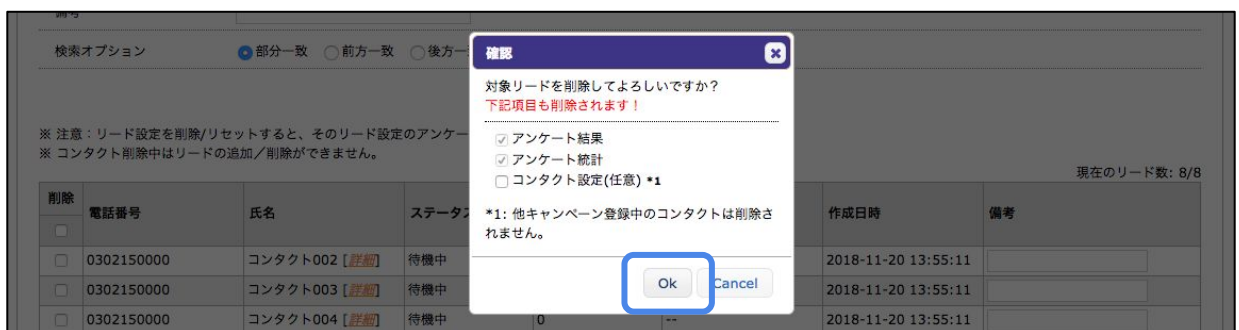 備考
検索オプション 部分一致 前方一致 後方一
確認
対象リードを削除してよろしいですか？
下記項目も削除されます！
アンケート結果
アンケート統計
コンタクト設定(任意) *1
*1: 他キャンペーン登録中のコンタクトは削除さ
れません。
Ok Cancel
※ 注意：リード設定を削除/リセットすると、そのリード設定のアンケー
※ コンタクト削除中はリードの追加／削除ができません。
現在のリード数: 8/8
削除 電話番号 氏名 ステータス 作成日時 備考
0302150000 コンタクト002 [詳細] 待機中 2018-11-20 13:55:11
0302150000 コンタクト003 [詳細] 待機中 2018-11-20 13:55:11
0302150000 コンタクト004 [詳細] 待機中 0 -- 2018-11-20 13:55:11